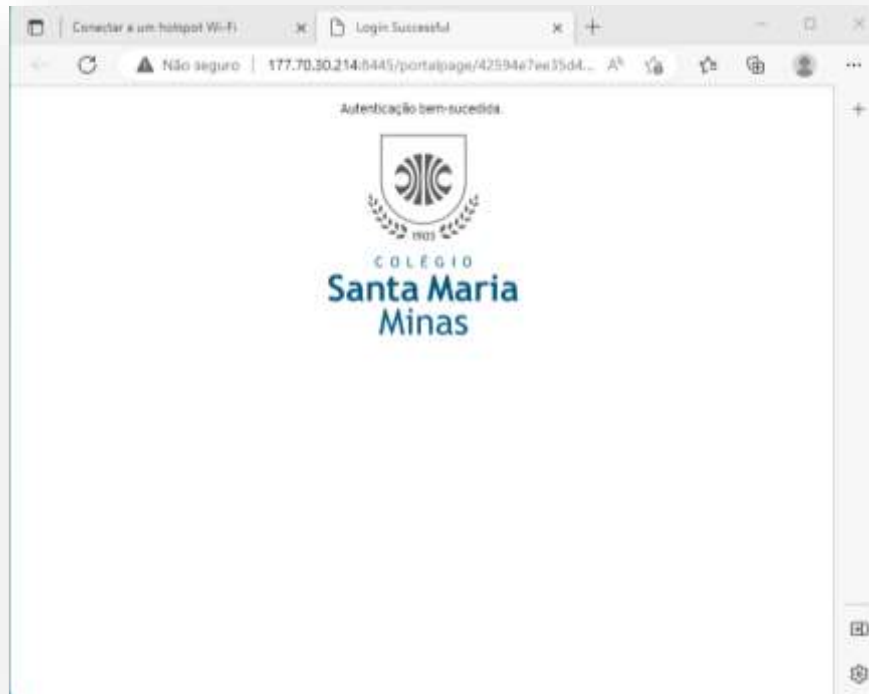 Conectar a um hotspot Wi-Fi
Login Successful
Não seguro
177.70.30.214:8445/portalpage/42594e7ee35d4...
Autenticação bem-sucedida.
1903
COLÉGIO
Santa Maria
Minas